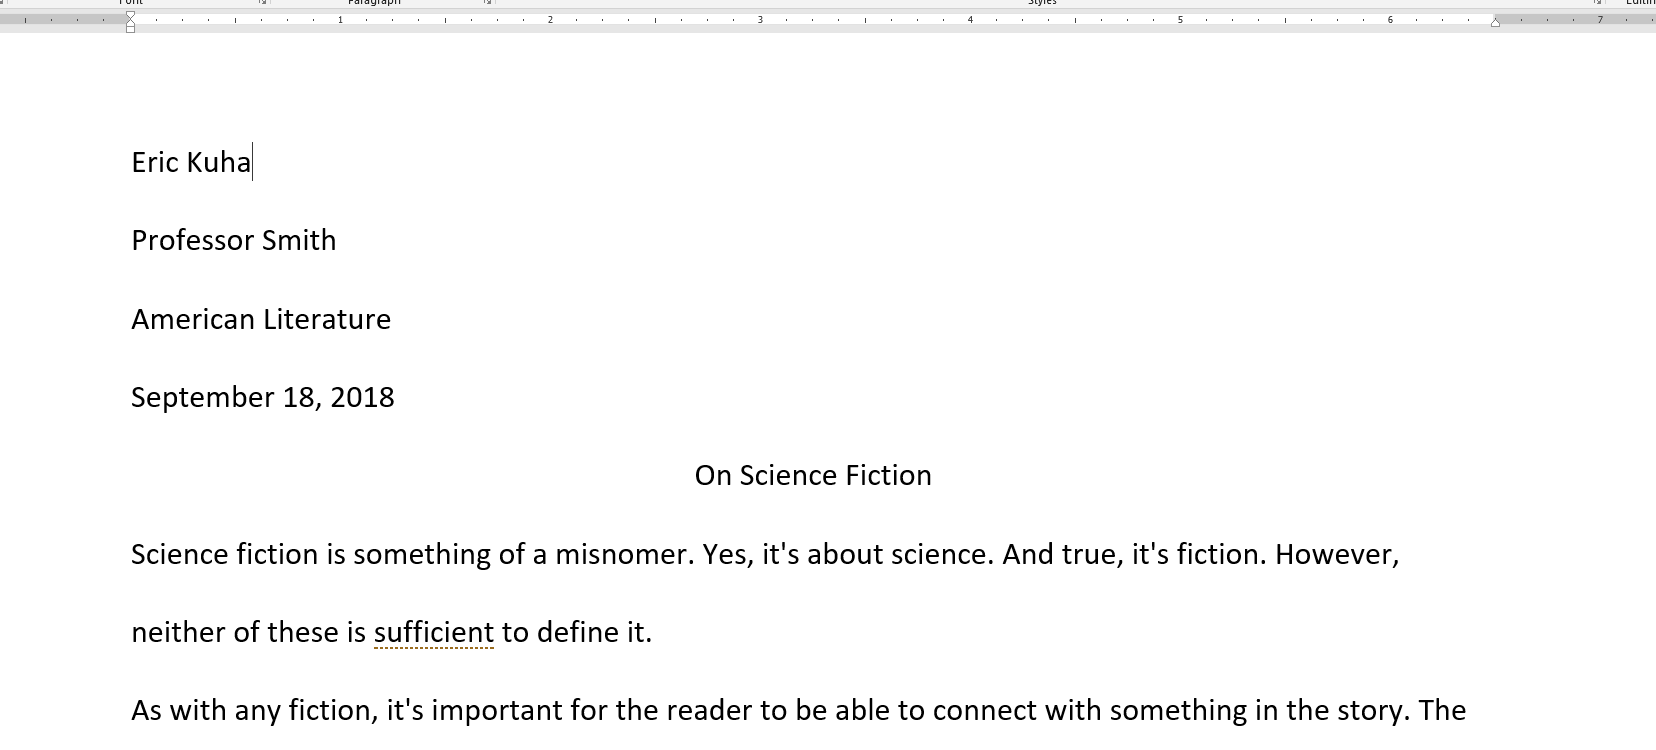 Font Paragraph Styles
1 2 3 4 5 6 7
Eric Kuha
Professor Smith
American Literature
September 18, 2018
On Science Fiction
Science fiction is something of a misnomer. Yes, it's about science. And true, it's fiction. However,
neither of these is sufficient to define it.
As with any fiction, it's important for the reader to be able to connect with something in the story. The